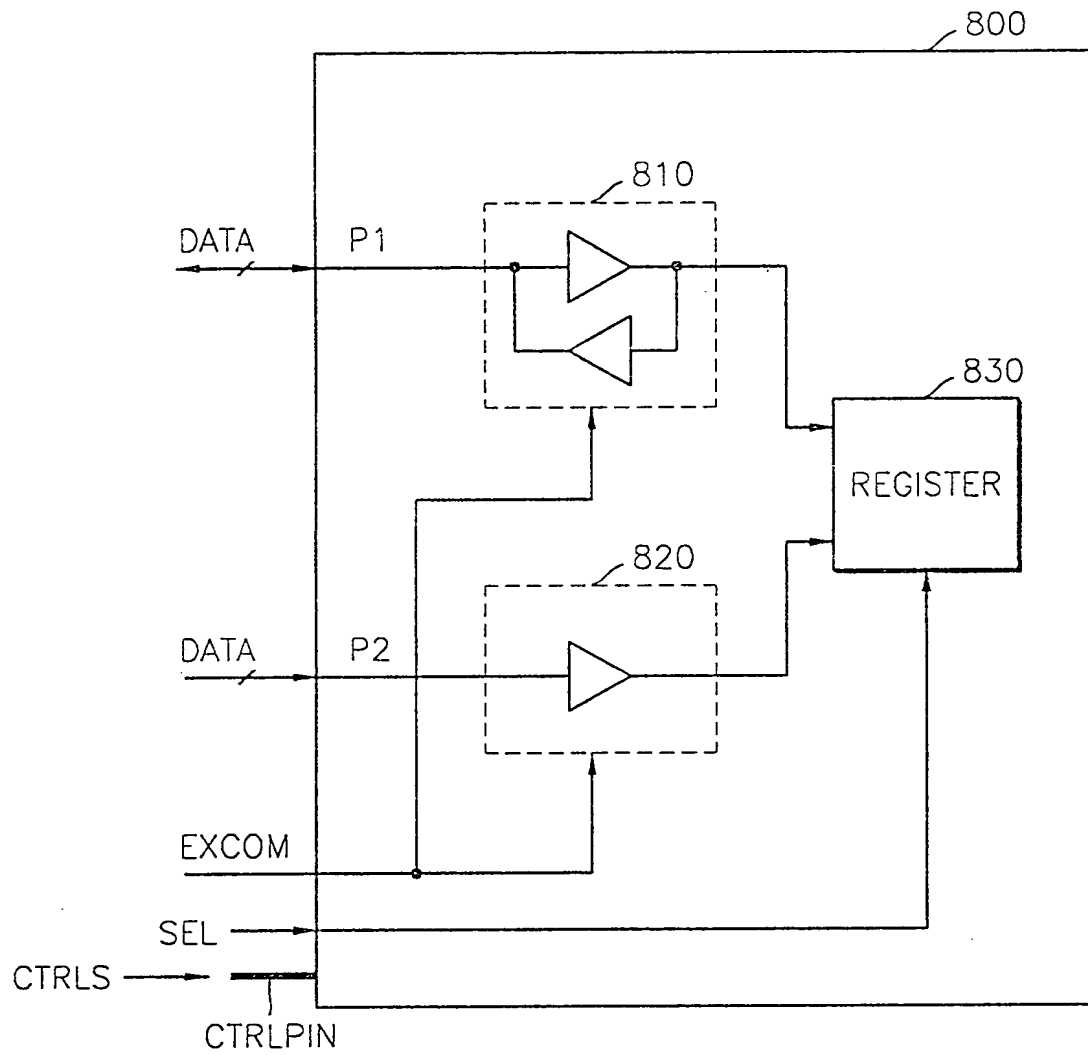 800
810
DATA P1
830
REGISTER
820
DATA P2
EXCOM
SEL
CTRLS
CTRLPIN